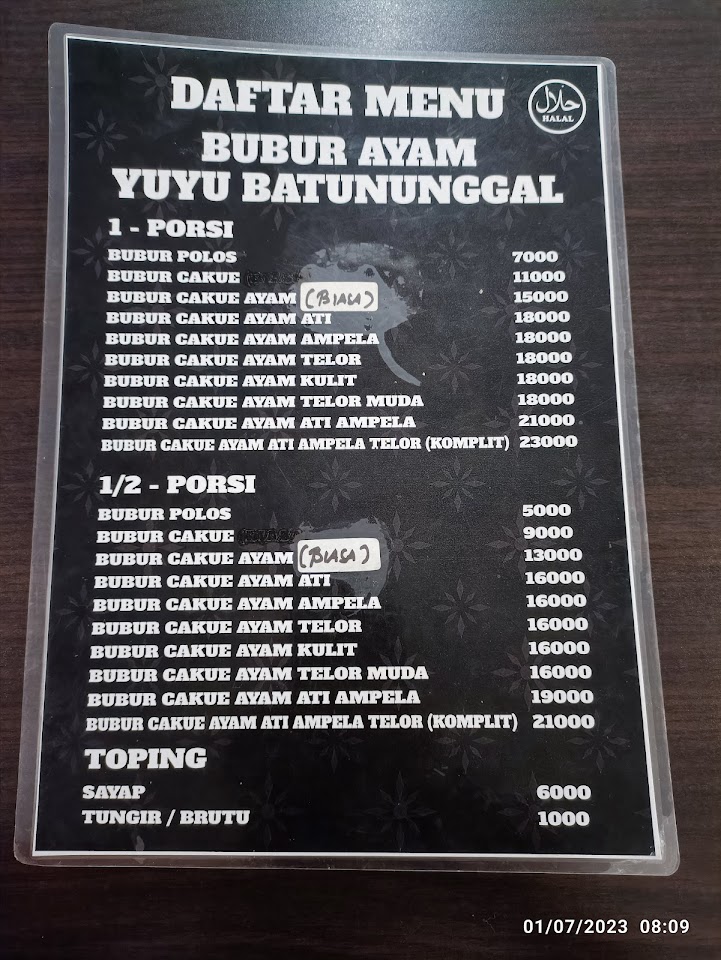 DAFTAR MENU
حلال
HALAL
BUBUR AYAM
YUYU BATUNUNGGAL
1 - PORSI
BUBUR POLOS 7000
BUBUR CAKUE 11000
BUBUR CAKUE AYAM (BIASA) 15000
BUBUR CAKUE AYAM ATI 18000
BUBUR CAKUE AYAM AMPELA 18000
BUBUR CAKUE AYAM TELOR 18000
BUBUR CAKUE AYAM KULIT 18000
BUBUR CAKUE AYAM TELOR MUDA 18000
BUBUR CAKUE AYAM ATI AMPELA 21000
BUBUR CAKUE AYAM ATI AMPELA TELOR (KOMPLIT) 23000
1/2 - PORSI
BUBUR POLOS 5000
BUBUR CAKUE 9000
BUBUR CAKUE AYAM (BIASA) 13000
BUBUR CAKUE AYAM ATI 16000
BUBUR CAKUE AYAM AMPELA 16000
BUBUR CAKUE AYAM TELOR 16000
BUBUR CAKUE AYAM KULIT 16000
BUBUR CAKUE AYAM TELOR MUDA 16000
BUBUR CAKUE AYAM ATI AMPELA 19000
BUBUR CAKUE AYAM ATI AMPELA TELOR (KOMPLIT) 21000
TOPING
SAYAP 6000
TUNGIR / BRUTU 1000
01/07/2023 08:09